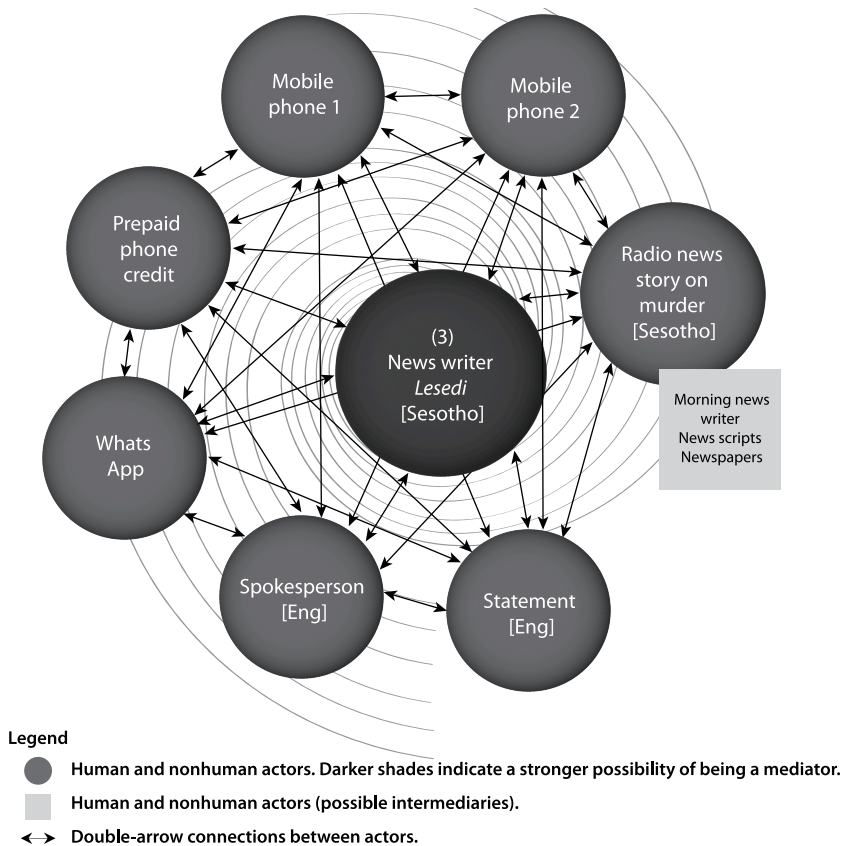 Mobile
phone 1
Mobile
phone 2
Prepaid
phone
credit
Radio news
story on
murder
[Sesotho]
(3)
News writer
Lesedi
[Sesotho]
Morning news
writer
News scripts
Newspapers
Whats
App
Spokesperson
[Eng]
Statement
[Eng]
Legend
Human and nonhuman actors. Darker shades indicate a stronger possibility of being a mediator.
Human and nonhuman actors (possible intermediaries).
Double-arrow connections between actors.